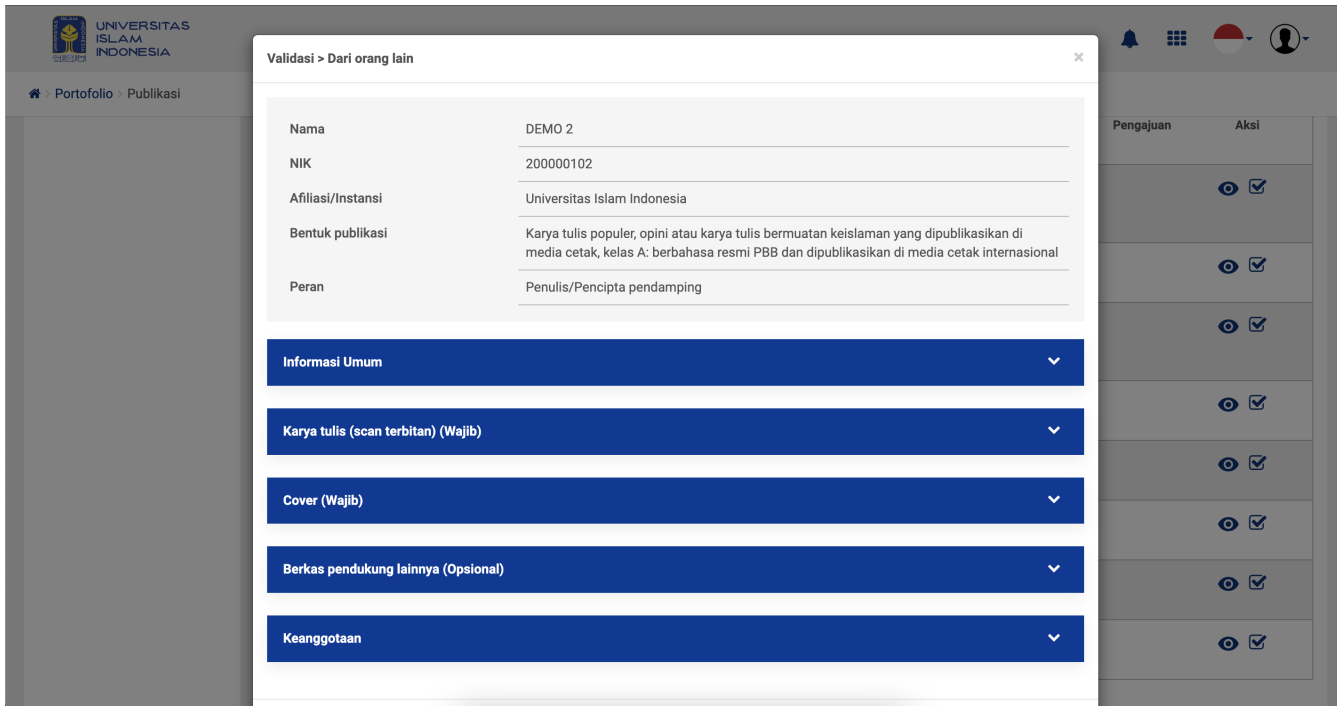 UNIVERSITAS
ISLAM
INDONESIA
Portofolio > Publikasi
Pengajuan
Aksi
Validasi > Dari orang lain
×
Nama
DEMO 2
NIK
200000102
Afiliasi/Instansi
Universitas Islam Indonesia
Bentuk publikasi
Karya tulis populer, opini atau karya tulis bermuatan keislaman yang dipublikasikan di
media cetak, kelas A: berbahasa resmi PBB dan dipublikasikan di media cetak internasional
Peran
Penulis/Pencipta pendamping
Informasi Umum
Karya tulis (scan terbitan) (Wajib)
Cover (Wajib)
Berkas pendukung lainnya (Opsional)
Keanggotaan